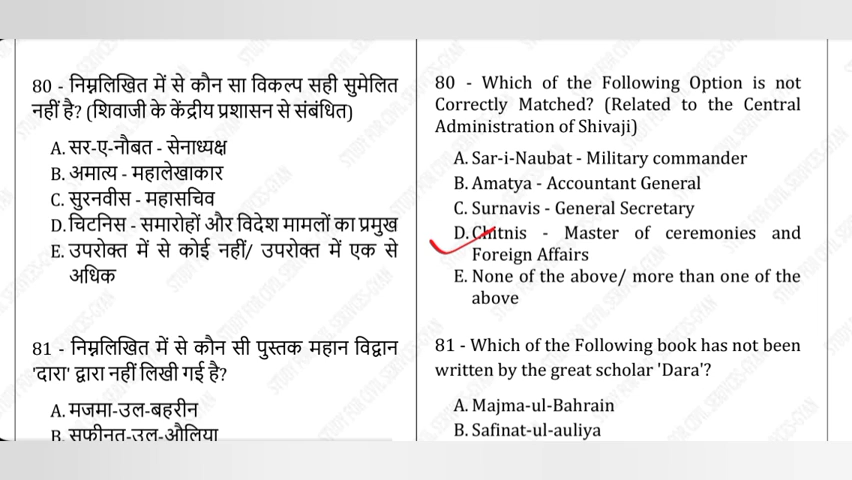 80 - निम्नलिखित में से कौन सा विकल्प सही सुमेलित
नहीं है? (शिवाजी के केंद्रीय प्रशासन से संबंधित)
A. सर-ए-नौबत - सेनाध्यक्ष
B. अमात्य - महालेखाकार
C. सुरनवीस - महासचिव
D. चिटनिस - समारोहों और विदेश मामलों का प्रमुख
E. उपरोक्त में से कोई नहीं/ उपरोक्त में एक से
अधिक
81 - निम्नलिखित में से कौन सी पुस्तक महान विद्वान
'दारा' द्वारा नहीं लिखी गई है?
A. मजमा-उल-बहरीन
B. सफीनत-उल-औलिया
80 - Which of the Following Option is not
Correctly Matched? (Related to the Central
Administration of Shivaji)
A. Sar-i-Naubat - Military commander
B. Amatya - Accountant General
C. Surnavis - General Secretary
D. Chitnis - Master of ceremonies and
Foreign Affairs
E. None of the above/ more than one of the
above
81 - Which of the Following book has not been
written by the great scholar 'Dara'?
A. Majma-ul-Bahrain
B. Safinat-ul-auliya